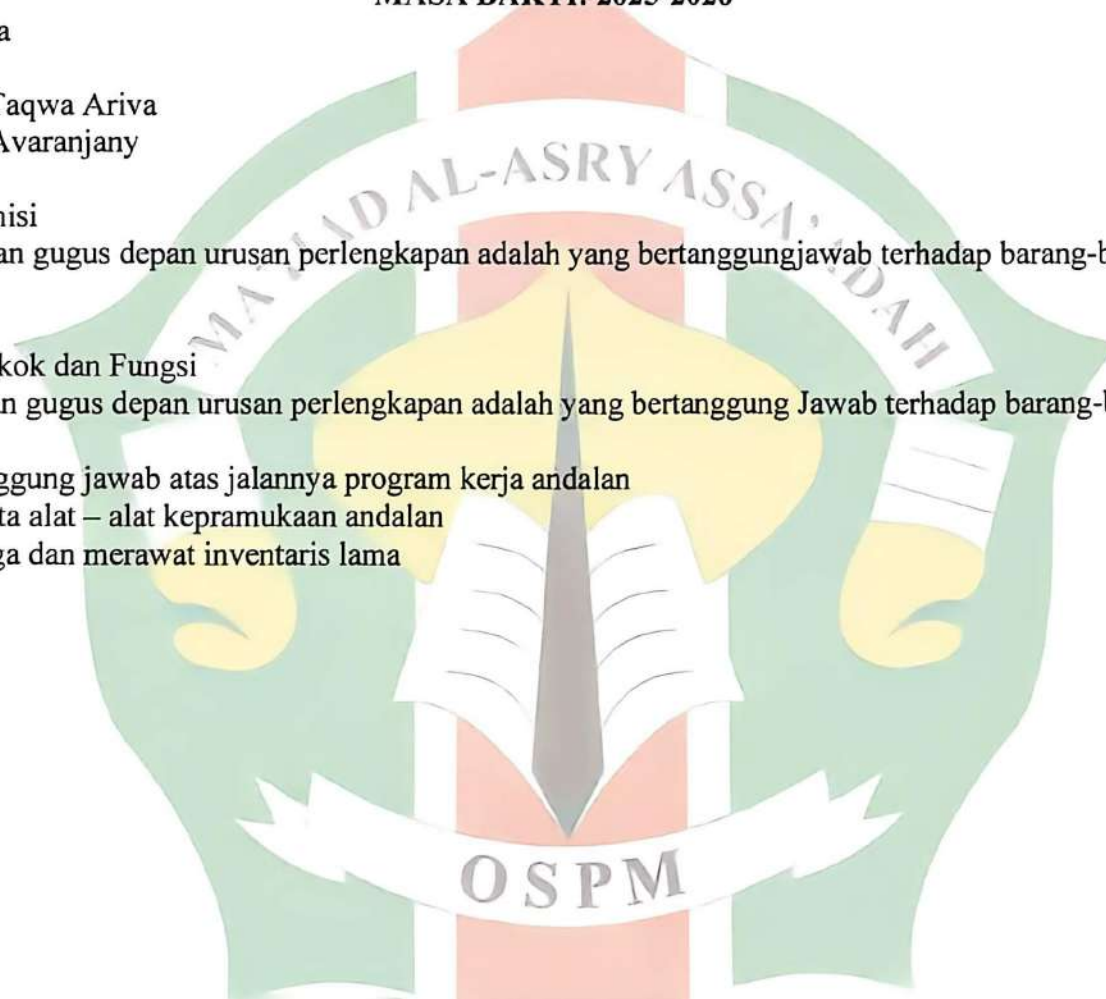 MASA BAKTI: 2025-2026
a
Taqwa Ariva
Avaranjany
nisi
an gugus depan urusan perlengkapan adalah yang bertanggungjawab terhadap barang-b
kok dan Fungsi
n gugus depan urusan perlengkapan adalah yang bertanggung Jawab terhadap barang-b
ggung jawab atas jalannya program kerja andalan
ta alat – alat kepramukaan andalan
ga dan merawat inventaris lama
MA'HAD AL-ASRY ASSA'ADAH
OSPM